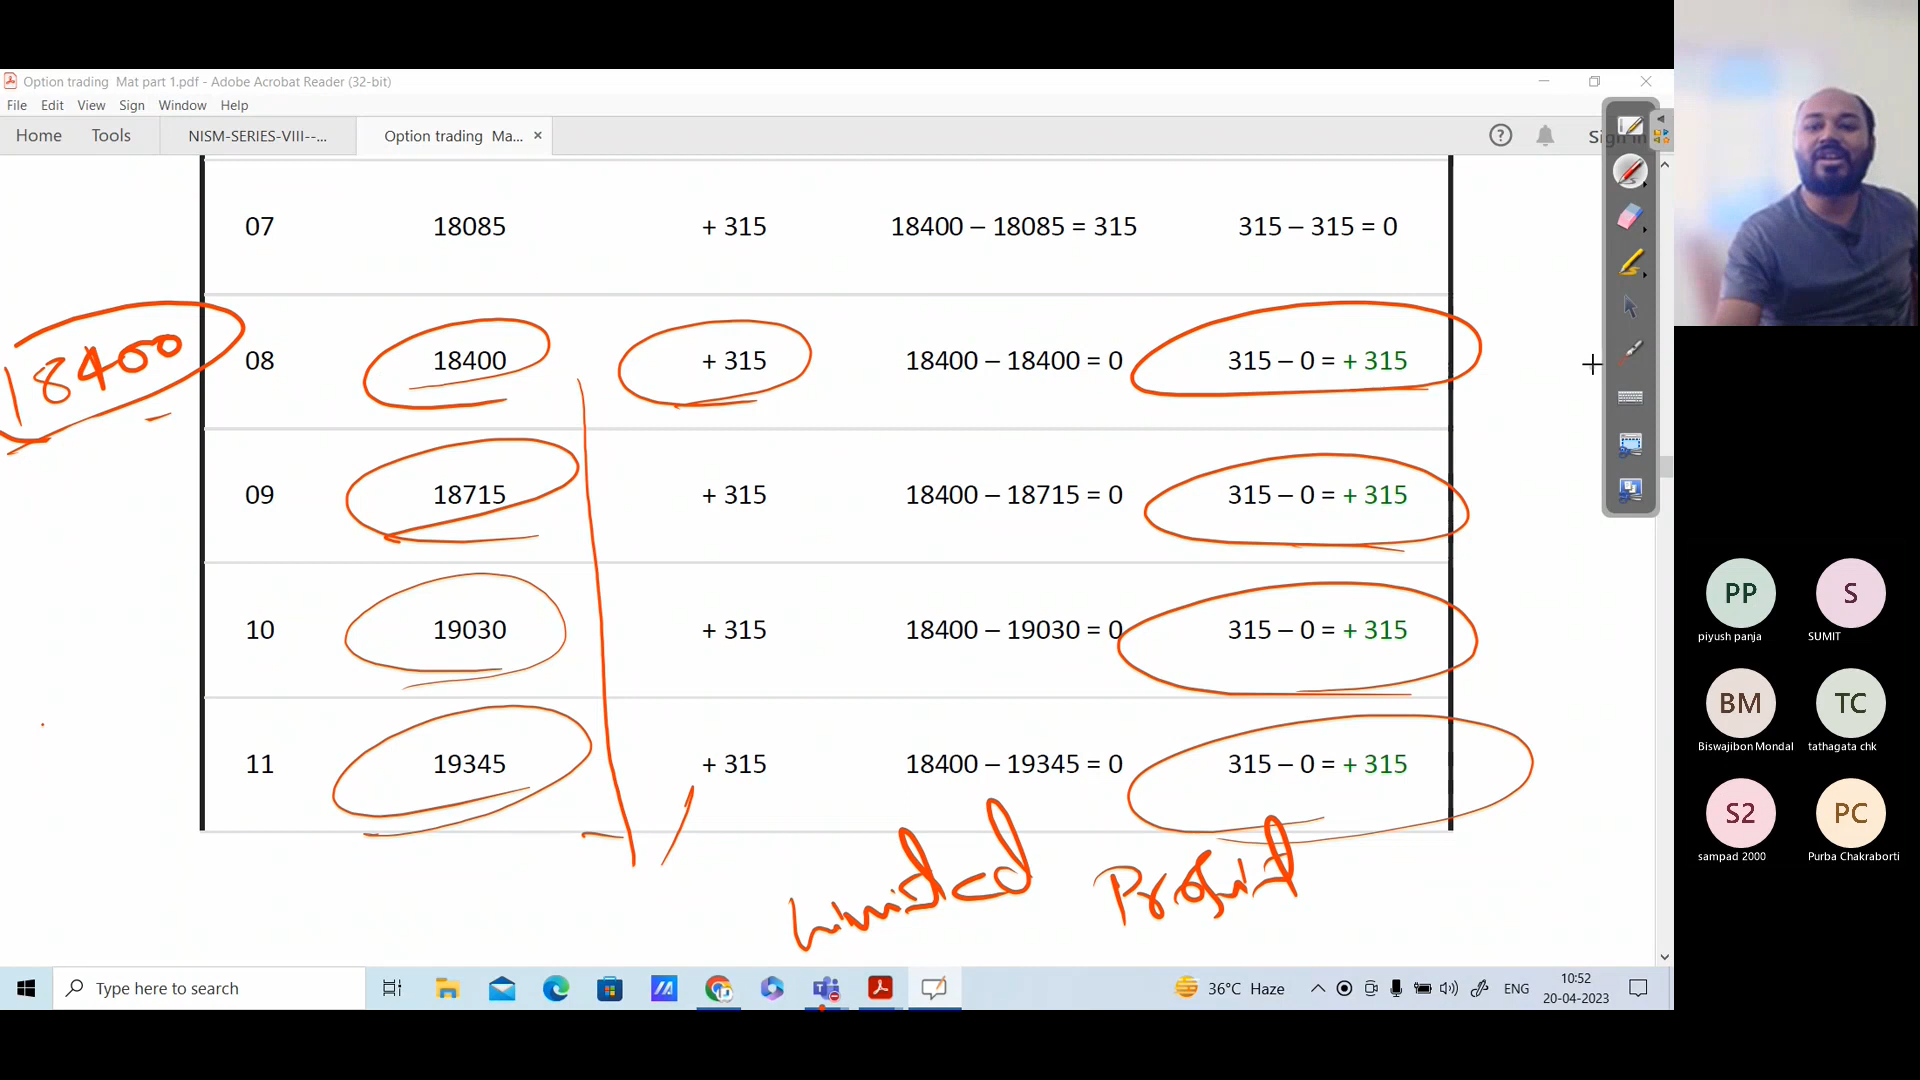 Option trading  Mat part 1.pdf - Adobe Acrobat Reader (32-bit)
File Edit View Sign Window Help
Home Tools NISM-SERIES-VIII--... Option trading  Ma... ×
07 18085 + 315 18400 – 18085 = 315 315 – 315 = 0
18400
08 18400 + 315 18400 – 18400 = 0 315 – 0 = + 315
09 18715 + 315 18400 – 18715 = 0 315 – 0 = + 315
10 19030 + 315 18400 – 19030 = 0 315 – 0 = + 315
11 19345 + 315 18400 – 19345 = 0 315 – 0 = + 315
Limited Profit
Type here to search
36°C Haze
ENG
10:52
20-04-2023
PP S
piyush panja SUMIT
BM TC
Biswajibon Mondal tathagata chk
S2 PC
sampad 2000 Purba Chakraborti